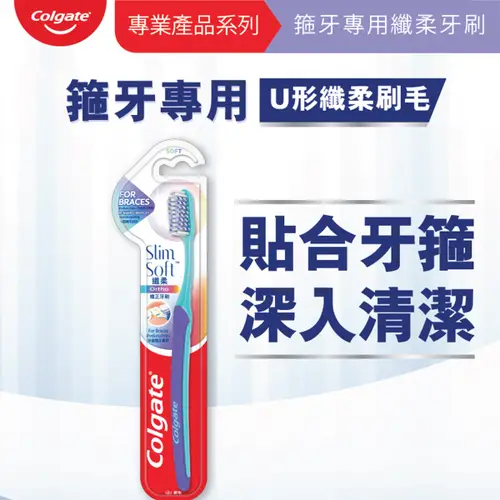 Colgate®
專業產品系列
箍牙專用纖柔牙刷
箍牙專用
U形纖柔刷毛
SOFT
FOR
BRACES
Slim
Soft™
纖柔
Ortho
矯正牙刷
Colgate®
Colgate
貼合牙箍
深入清潔